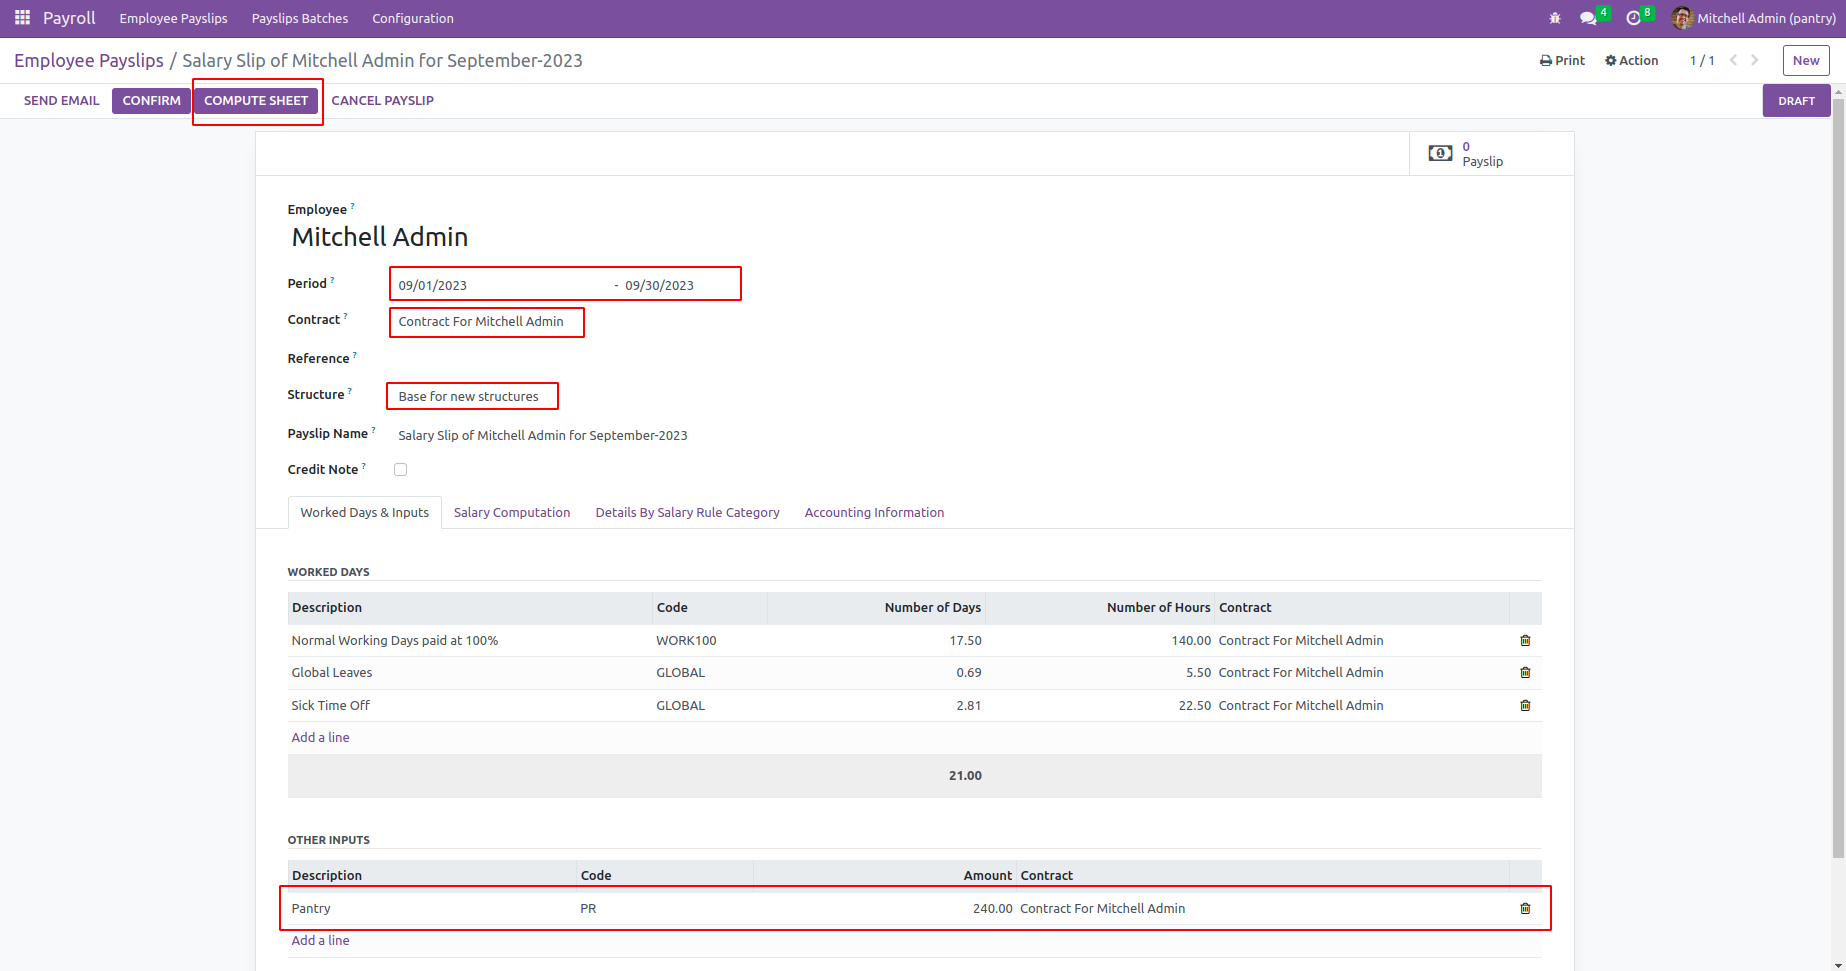 Payroll Employee Payslips Payslips Batches Configuration 4 8 Mitchell Admin (pantry)
Employee Payslips / Salary Slip of Mitchell Admin for September-2023 Print Action 1 / 1 New
SEND EMAIL CONFIRM COMPUTE SHEET CANCEL PAYSLIP DRAFT
0
Payslip
Employee ?
Mitchell Admin
Period ? 09/01/2023 - 09/30/2023
Contract ? Contract For Mitchell Admin
Reference ?
Structure ? Base for new structures
Payslip Name ? Salary Slip of Mitchell Admin for September-2023
Credit Note ?
Worked Days & Inputs Salary Computation Details By Salary Rule Category Accounting Information
WORKED DAYS
Description Code Number of Days Number of Hours Contract
Normal Working Days paid at 100% WORK100 17.50 140.00 Contract For Mitchell Admin
Global Leaves GLOBAL 0.69 5.50 Contract For Mitchell Admin
Sick Time Off GLOBAL 2.81 22.50 Contract For Mitchell Admin
Add a line
21.00
OTHER INPUTS
Description Code Amount Contract
Pantry PR 240.00 Contract For Mitchell Admin
Add a line